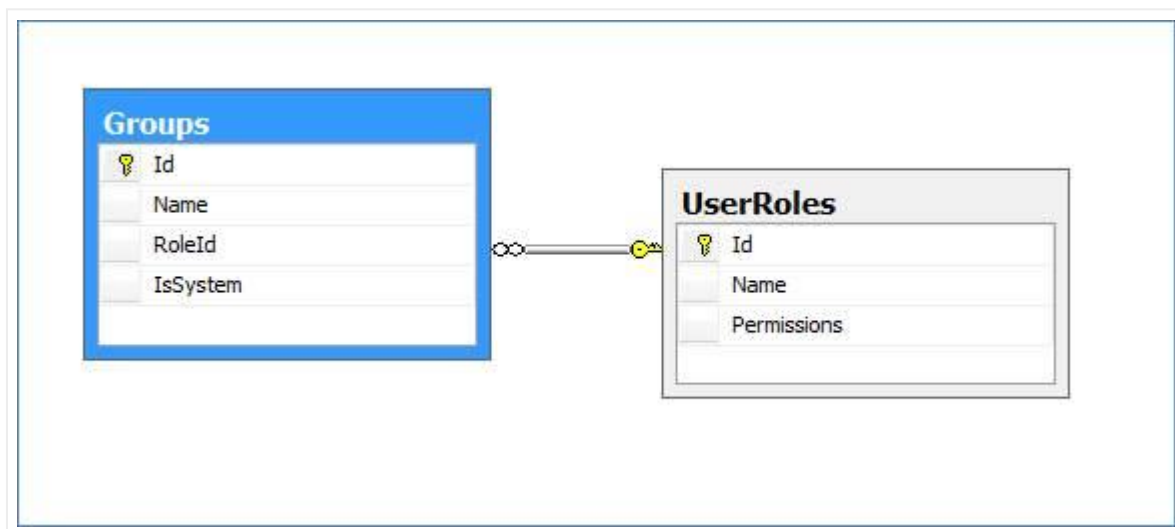 Groups
Id
Name
RoleId
IsSystem
UserRoles
Id
Name
Permissions